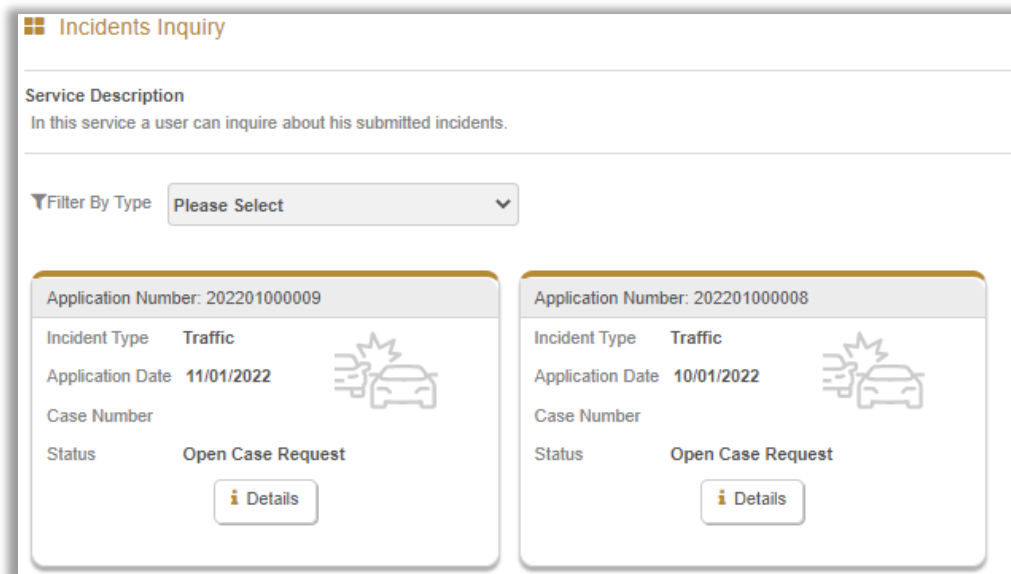 Incidents Inquiry
Service Description
In this service a user can inquire about his submitted incidents.
Filter By Type Please Select
Application Number: 202201000009
Incident Type Traffic
Application Date 11/01/2022
Case Number
Status Open Case Request
Details
Application Number: 202201000008
Incident Type Traffic
Application Date 10/01/2022
Case Number
Status Open Case Request
Details